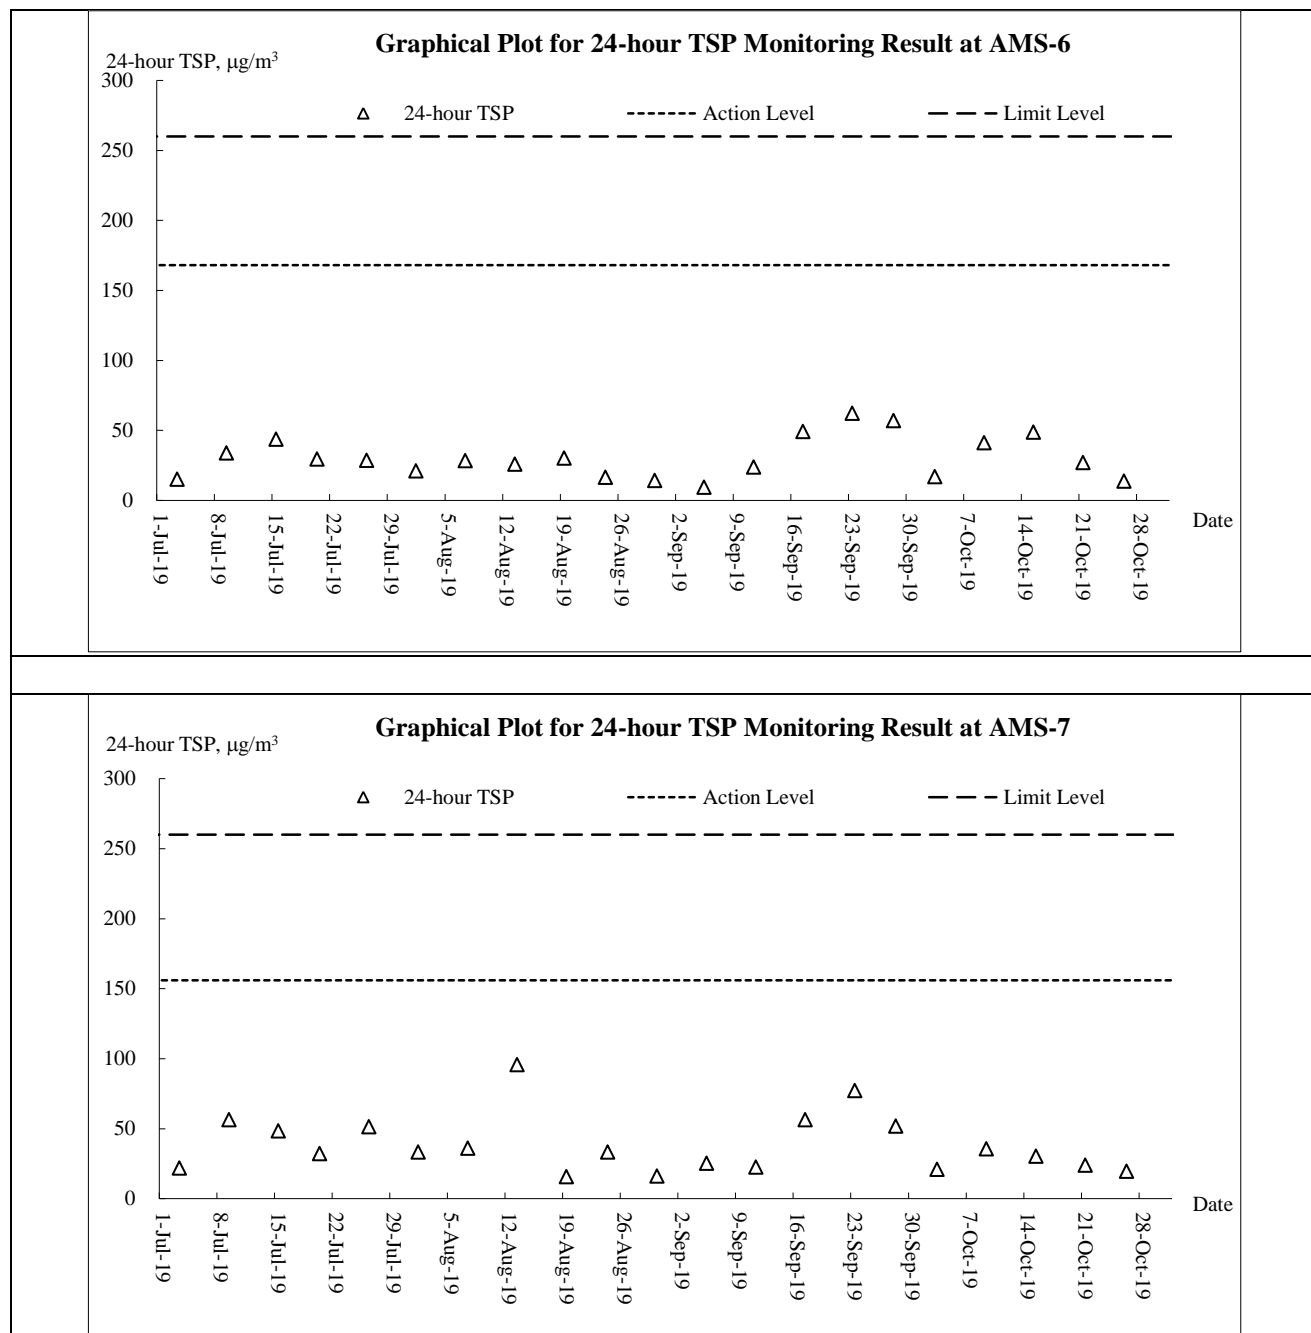 Graphical Plot for 24-hour TSP Monitoring Result at AMS-6
24-hour TSP, μg/m³
300
250
200
150
100
50
0
24-hour TSP
Action Level
Limit Level
1-Jul-19
8-Jul-19
15-Jul-19
22-Jul-19
29-Jul-19
5-Aug-19
12-Aug-19
19-Aug-19
26-Aug-19
2-Sep-19
9-Sep-19
16-Sep-19
23-Sep-19
30-Sep-19
7-Oct-19
14-Oct-19
21-Oct-19
28-Oct-19
Date
Graphical Plot for 24-hour TSP Monitoring Result at AMS-7
24-hour TSP, μg/m³
300
250
200
150
100
50
0
24-hour TSP
Action Level
Limit Level
1-Jul-19
8-Jul-19
15-Jul-19
22-Jul-19
29-Jul-19
5-Aug-19
12-Aug-19
19-Aug-19
26-Aug-19
2-Sep-19
9-Sep-19
16-Sep-19
23-Sep-19
30-Sep-19
7-Oct-19
14-Oct-19
21-Oct-19
28-Oct-19
Date